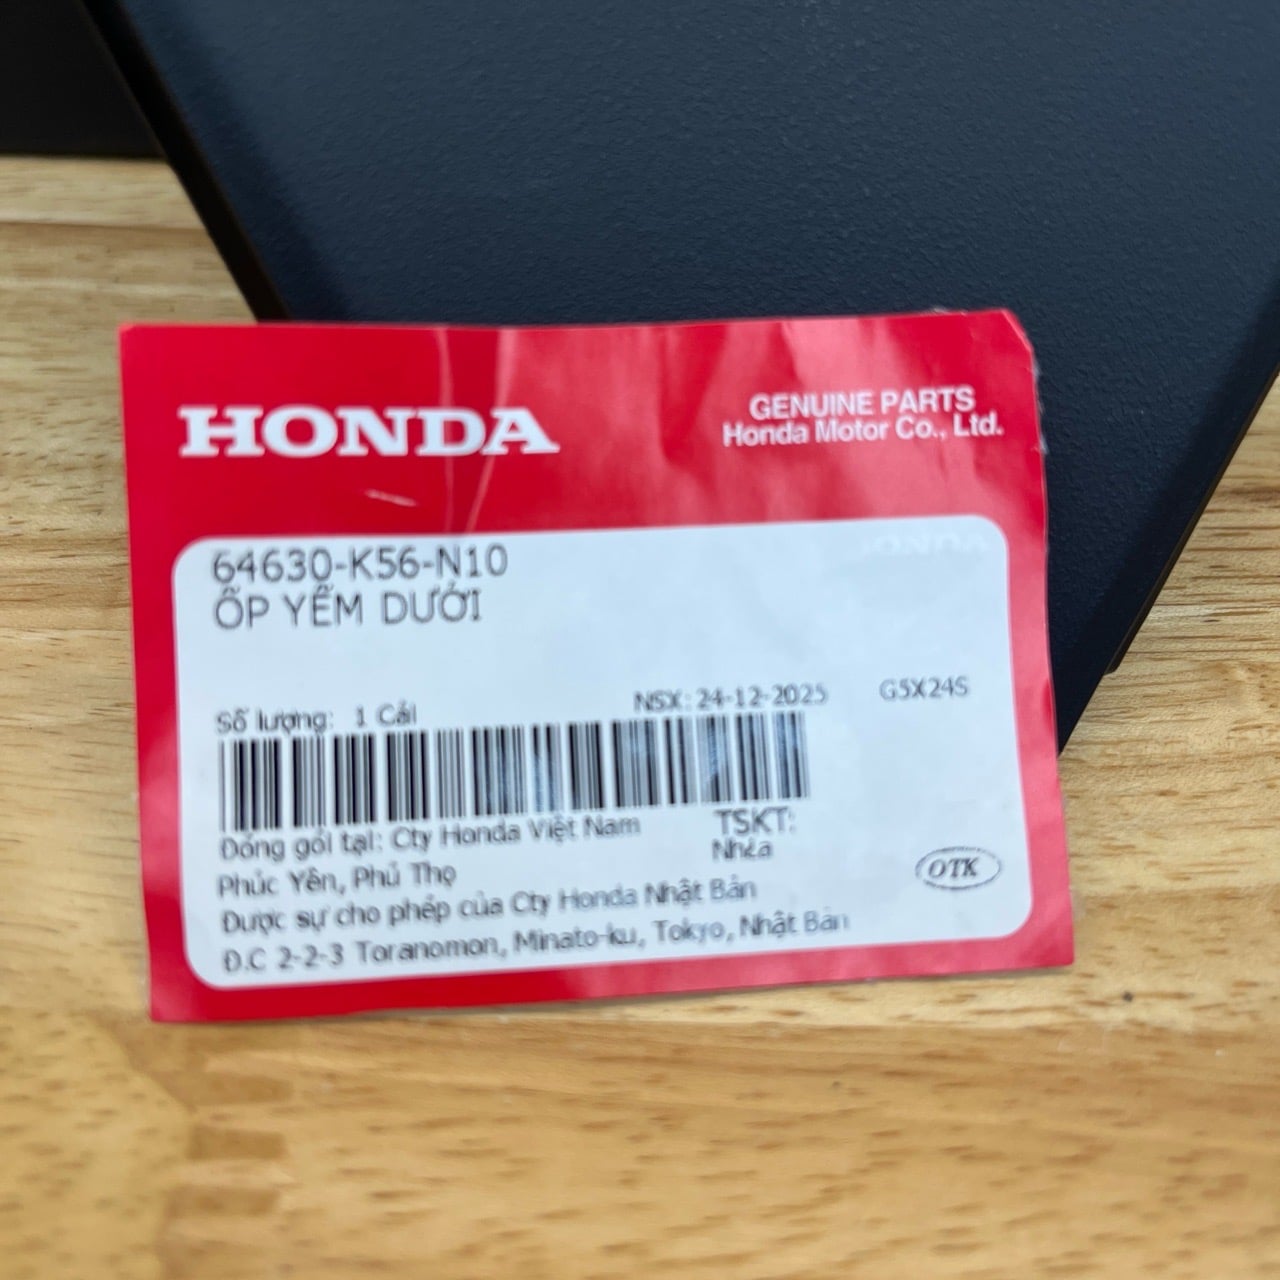 HONDA
GENUINE PARTS
Honda Motor Co., Ltd.
64630-K56-N10
ỐP YẾM DƯỚI
Số lượng: 1 Cái
NSX: 24-12-2025
G5X24S
Đóng gói tại: Cty Honda Việt Nam
Phúc Yên, Phú Thọ
TSKT:
Nhựa
Được sự cho phép của Cty Honda Nhật Bản
Đ.C 2-2-3 Toranomon, Minato-ku, Tokyo, Nhật Bản
OTK
HONDA